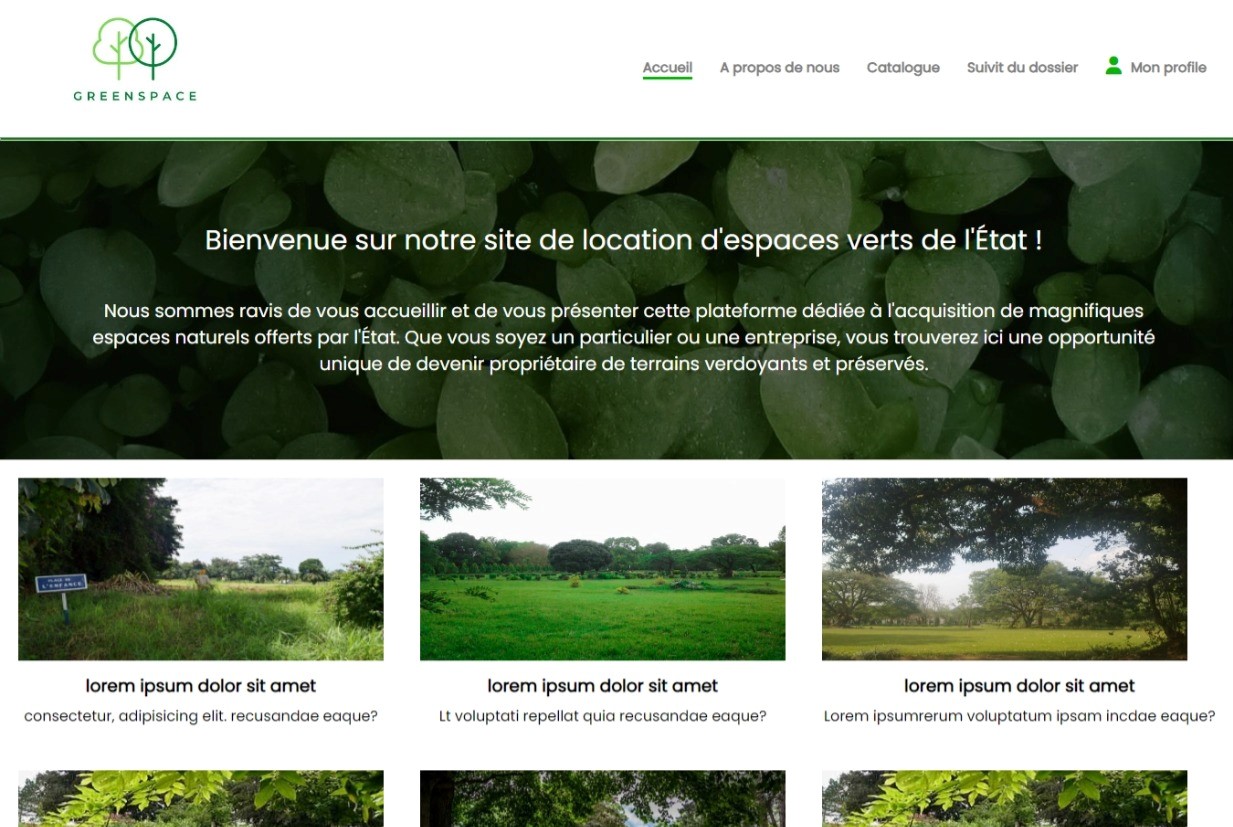 GREENSPACE
Accueil
A propos de nous
Catalogue
Suivit du dossier
Mon profile
Bienvenue sur notre site de location d'espaces verts de l'État !
Nous sommes ravis de vous accueillir et de vous présenter cette plateforme dédiée à l'acquisition de magnifiques
espaces naturels offerts par l'État. Que vous soyez un particulier ou une entreprise, vous trouverez ici une opportunité
unique de devenir propriétaire de terrains verdoyants et préservés.
PLACE DE
L'ENFANCE
lorem ipsum dolor sit amet
consectetur, adipisicing elit. recusandae eaque?
lorem ipsum dolor sit amet
Lt voluptati repellat quia recusandae eaque?
lorem ipsum dolor sit amet
Lorem ipsumrerum voluptatum ipsam incdae eaque?